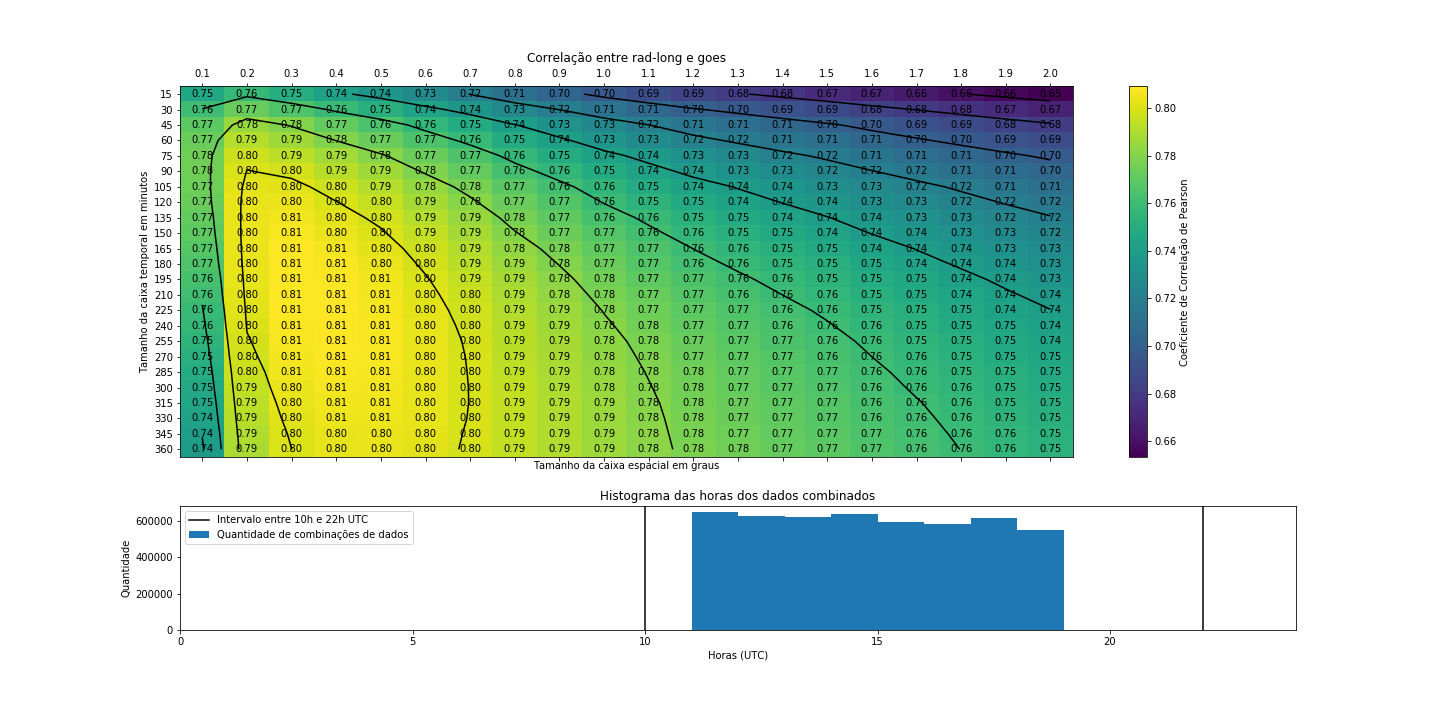 Correlação entre rad-long e goes
0.1 0.2 0.3 0.4 0.5 0.6 0.7 0.8 0.9 1.0 1.1 1.2 1.3 1.4 1.5 1.6 1.7 1.8 1.9 2.0
15 0.75 0.76 0.75 0.74 0.74 0.73 0.72 0.71 0.70 0.70 0.69 0.69 0.68 0.68 0.67 0.67 0.66 0.66 0.66 0.65
30 0.76 0.77 0.77 0.76 0.75 0.74 0.74 0.73 0.72 0.71 0.71 0.70 0.70 0.69 0.69 0.68 0.68 0.68 0.67 0.67
45 0.77 0.78 0.78 0.77 0.76 0.76 0.75 0.74 0.73 0.73 0.72 0.71 0.71 0.71 0.70 0.70 0.69 0.69 0.68 0.68
60 0.77 0.79 0.79 0.78 0.77 0.77 0.76 0.75 0.74 0.73 0.73 0.72 0.72 0.71 0.71 0.71 0.70 0.70 0.69 0.69
75 0.78 0.80 0.79 0.79 0.78 0.77 0.77 0.76 0.75 0.74 0.74 0.73 0.73 0.72 0.72 0.71 0.71 0.71 0.70 0.70
90 0.78 0.80 0.80 0.79 0.79 0.78 0.77 0.76 0.76 0.75 0.74 0.74 0.73 0.73 0.72 0.72 0.72 0.71 0.71 0.70
105 0.77 0.80 0.80 0.80 0.79 0.78 0.78 0.77 0.76 0.76 0.75 0.74 0.74 0.74 0.73 0.73 0.72 0.72 0.71 0.71
120 0.77 0.80 0.80 0.80 0.80 0.79 0.78 0.77 0.77 0.76 0.75 0.75 0.74 0.74 0.74 0.73 0.73 0.72 0.72 0.72
135 0.77 0.80 0.81 0.80 0.80 0.79 0.79 0.78 0.77 0.76 0.76 0.75 0.75 0.74 0.74 0.74 0.73 0.73 0.72 0.72
150 0.77 0.80 0.81 0.80 0.80 0.79 0.79 0.78 0.77 0.77 0.76 0.76 0.75 0.75 0.74 0.74 0.74 0.73 0.73 0.72
165 0.77 0.80 0.81 0.81 0.80 0.80 0.79 0.78 0.78 0.77 0.77 0.76 0.76 0.75 0.75 0.74 0.74 0.74 0.73 0.73
180 0.77 0.80 0.81 0.81 0.80 0.80 0.79 0.79 0.78 0.77 0.77 0.76 0.76 0.75 0.75 0.75 0.74 0.74 0.74 0.73
195 0.76 0.80 0.81 0.81 0.81 0.80 0.79 0.79 0.78 0.78 0.77 0.77 0.76 0.76 0.75 0.75 0.75 0.74 0.74 0.73
210 0.76 0.80 0.81 0.81 0.81 0.80 0.80 0.79 0.78 0.78 0.77 0.77 0.76 0.76 0.76 0.75 0.75 0.74 0.74 0.74
225 0.76 0.80 0.81 0.81 0.81 0.80 0.80 0.79 0.78 0.78 0.77 0.77 0.77 0.76 0.76 0.75 0.75 0.75 0.74 0.74
240 0.76 0.80 0.81 0.81 0.81 0.80 0.80 0.79 0.79 0.78 0.78 0.77 0.77 0.76 0.76 0.76 0.75 0.75 0.75 0.74
255 0.75 0.80 0.81 0.81 0.81 0.80 0.80 0.79 0.79 0.78 0.78 0.77 0.77 0.77 0.76 0.76 0.75 0.75 0.75 0.74
270 0.75 0.80 0.81 0.81 0.81 0.80 0.80 0.79 0.79 0.78 0.78 0.77 0.77 0.77 0.76 0.76 0.76 0.75 0.75 0.75
285 0.75 0.80 0.81 0.81 0.81 0.80 0.80 0.79 0.79 0.78 0.78 0.78 0.77 0.77 0.76 0.76 0.76 0.75 0.75 0.75
300 0.75 0.79 0.80 0.81 0.81 0.80 0.80 0.79 0.79 0.78 0.78 0.78 0.77 0.77 0.77 0.76 0.76 0.76 0.75 0.75
315 0.75 0.79 0.80 0.81 0.81 0.80 0.80 0.79 0.79 0.79 0.78 0.78 0.77 0.77 0.77 0.76 0.76 0.76 0.75 0.75
330 0.74 0.79 0.80 0.81 0.81 0.80 0.80 0.79 0.79 0.79 0.78 0.78 0.77 0.77 0.77 0.76 0.76 0.76 0.75 0.75
345 0.74 0.79 0.80 0.80 0.80 0.80 0.80 0.79 0.79 0.79 0.78 0.78 0.77 0.77 0.77 0.77 0.76 0.76 0.76 0.75
360 0.74 0.79 0.80 0.80 0.80 0.80 0.80 0.79 0.79 0.79 0.78 0.78 0.77 0.77 0.77 0.77 0.76 0.76 0.76 0.75
Tamanho da caixa temporal em minutos
Tamanho da caixa espacial em graus
0.80
0.78
0.76
0.74
0.72
0.70
0.68
0.66
Coeficiente de Correlação de Pearson
Histograma das horas dos dados combinados
Intervalo entre 10h e 22h UTC
Quantidade de combinações de dados
600000
400000
200000
0
Quantidade
0 5 10 15 20
Horas (UTC)